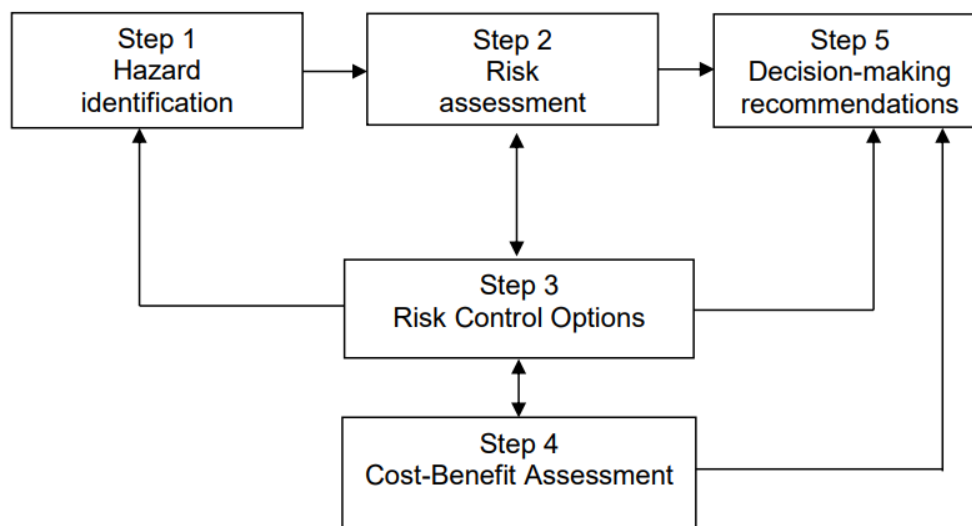 Step 1
Hazard
identification
Step 2
Risk
assessment
Step 5
Decision-making
recommendations
Step 3
Risk Control Options
Step 4
Cost-Benefit Assessment